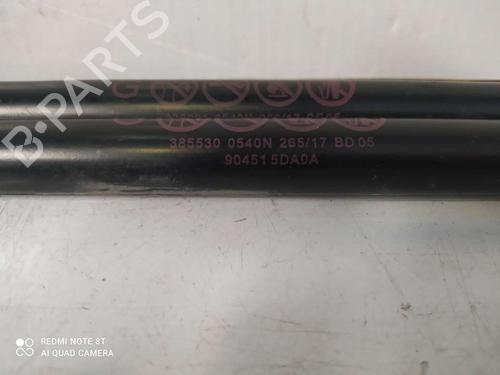 B-PARTS
385530 0540N 265/17 BD 05
90451 5DA0A
REDMI NOTE 8T
AI QUAD CAMERA